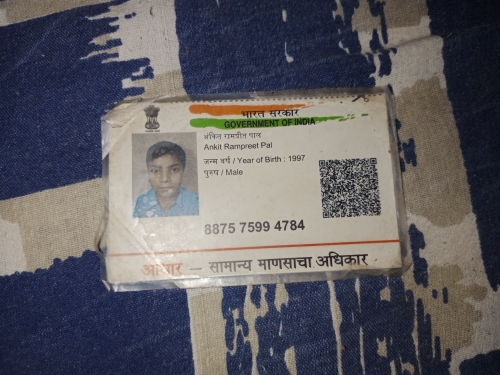 भारत सरकार
GOVERNMENT OF INDIA
अंकित रामप्रीत पाल
Ankit Rampreet Pal
जन्म वर्ष / Year of Birth : 1997
पुरुष / Male
8875 7599 4784
आधार – सामान्य माणसाचा अधिकार